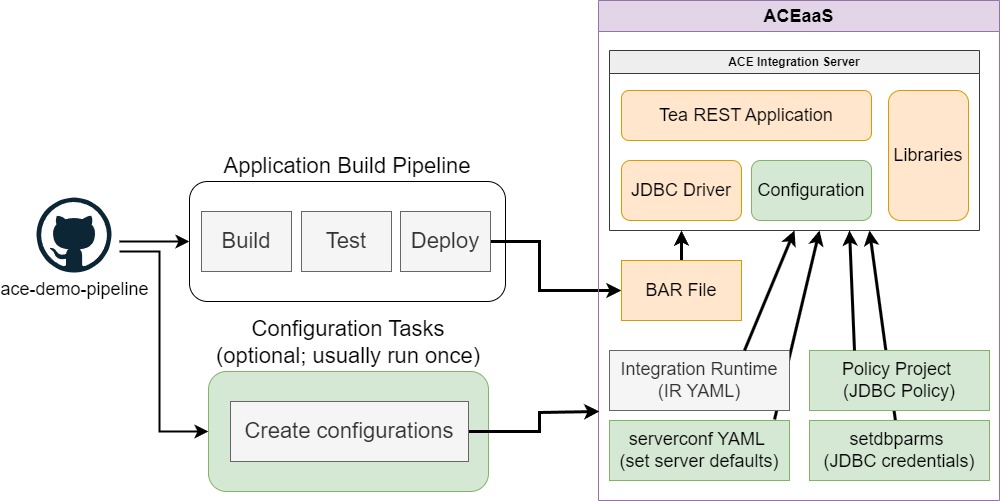 ACEaaS
ACE Integration Server
Tea REST Application
Libraries
JDBC Driver
Configuration
Application Build Pipeline
Build
Test
Deploy
ace-demo-pipeline
BAR File
Configuration Tasks
(optional; usually run once)
Create configurations
Integration Runtime
(IR YAML)
Policy Project
(JDBC Policy)
serverconf YAML
(set server defaults)
setdbparms
(JDBC credentials)